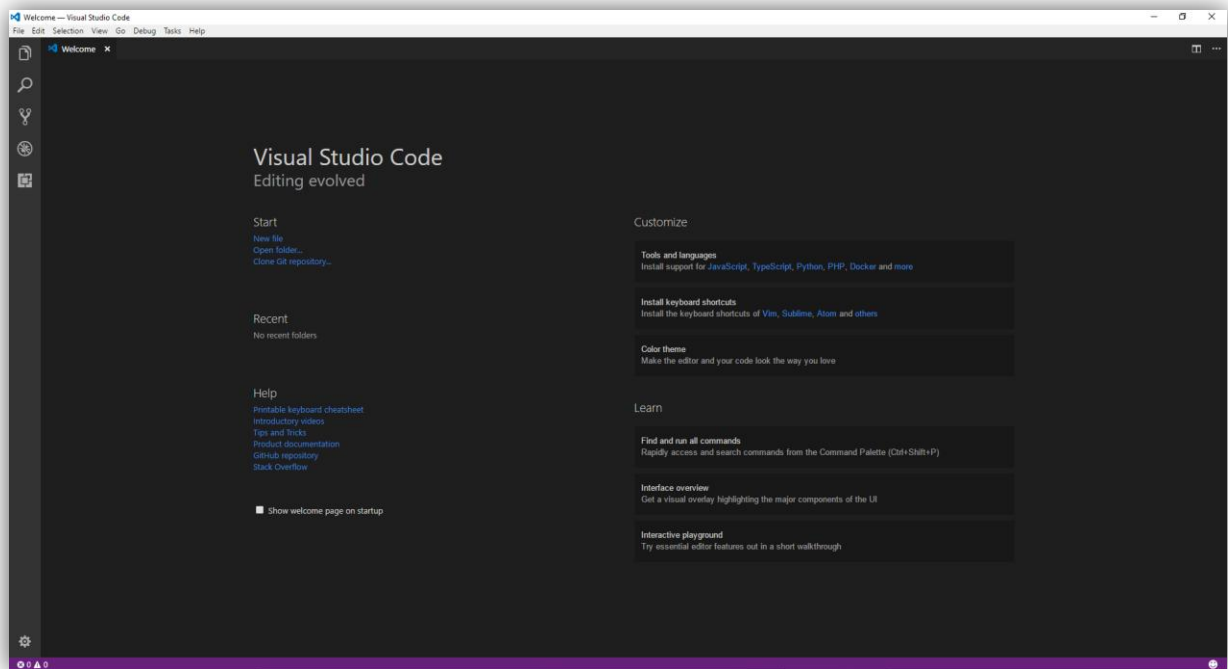 Welcome — Visual Studio Code
File Edit Selection View Go Debug Tasks Help
Welcome
Visual Studio Code
Editing evolved
Start
New file
Open folder...
Clone Git repository...
Recent
No recent folders
Help
Printable keyboard cheatsheet
Introductory videos
Tips and Tricks
Product documentation
GitHub repository
Stack Overflow
Show welcome page on startup
Customize
Tools and languages
Install support for JavaScript, TypeScript, Python, PHP, Docker and more
Install keyboard shortcuts
Install the keyboard shortcuts of Vim, Sublime, Atom and others
Color theme
Make the editor and your code look the way you love
Learn
Find and run all commands
Rapidly access and search commands from the Command Palette (Ctrl+Shift+P)
Interface overview
Get a visual overlay highlighting the major components of the UI
Interactive playground
Try essential editor features out in a short walkthrough
0 0